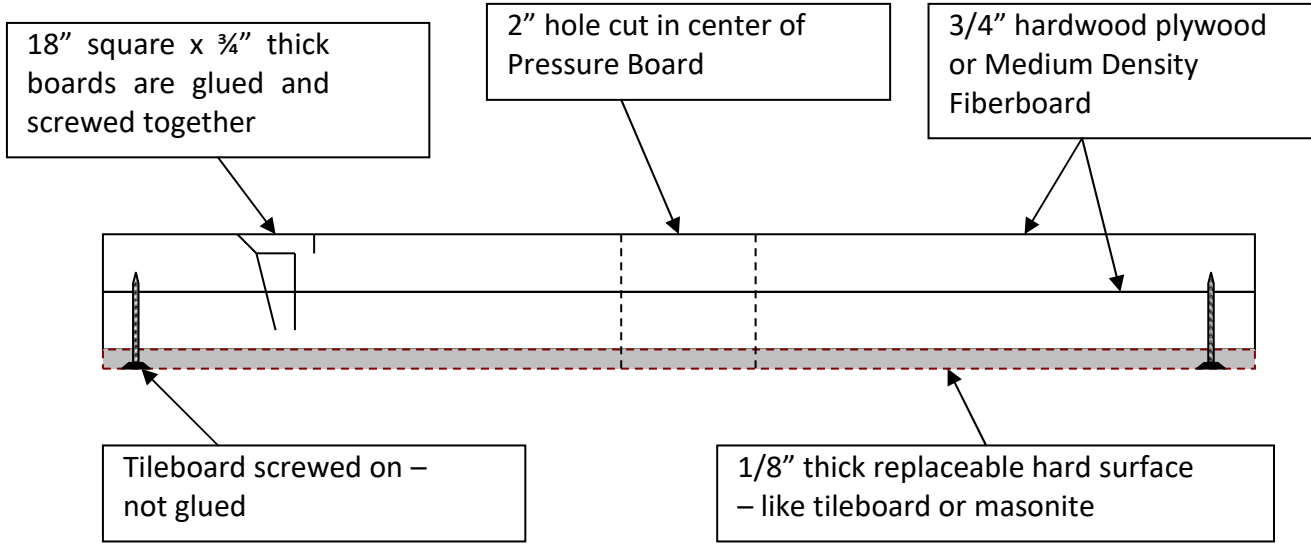 18” square x ¾” thick
boards are glued and
screwed together
2” hole cut in center of
Pressure Board
3/4” hardwood plywood
or Medium Density
Fiberboard
Tileboard screwed on –
not glued
1/8” thick replaceable hard surface
– like tileboard or masonite